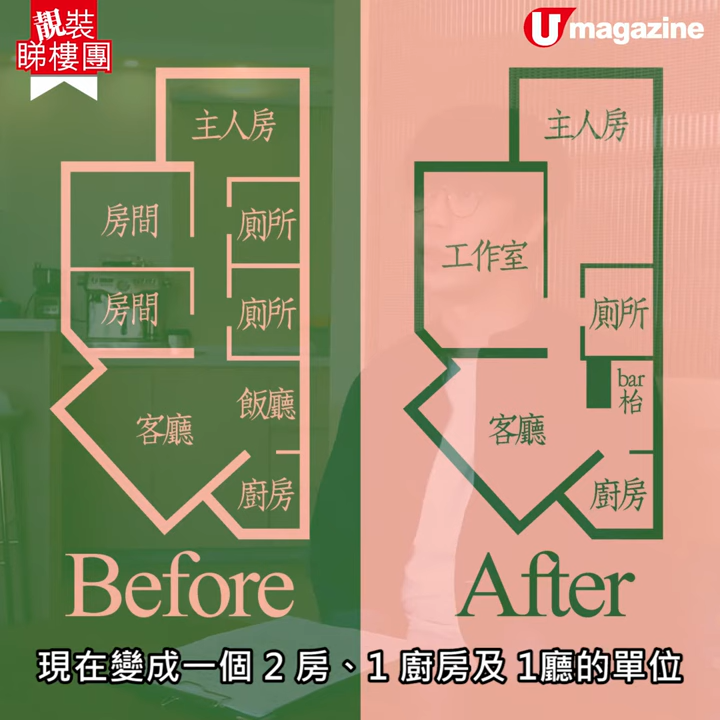 靚裝
睇樓團
U magazine
主人房
房間
廁所
房間
廁所
飯廳
客廳
廚房
Before
主人房
工作室
廁所
bar
枱
客廳
廚房
After
現在變成一個 2 房、1 廚房及 1廳的單位